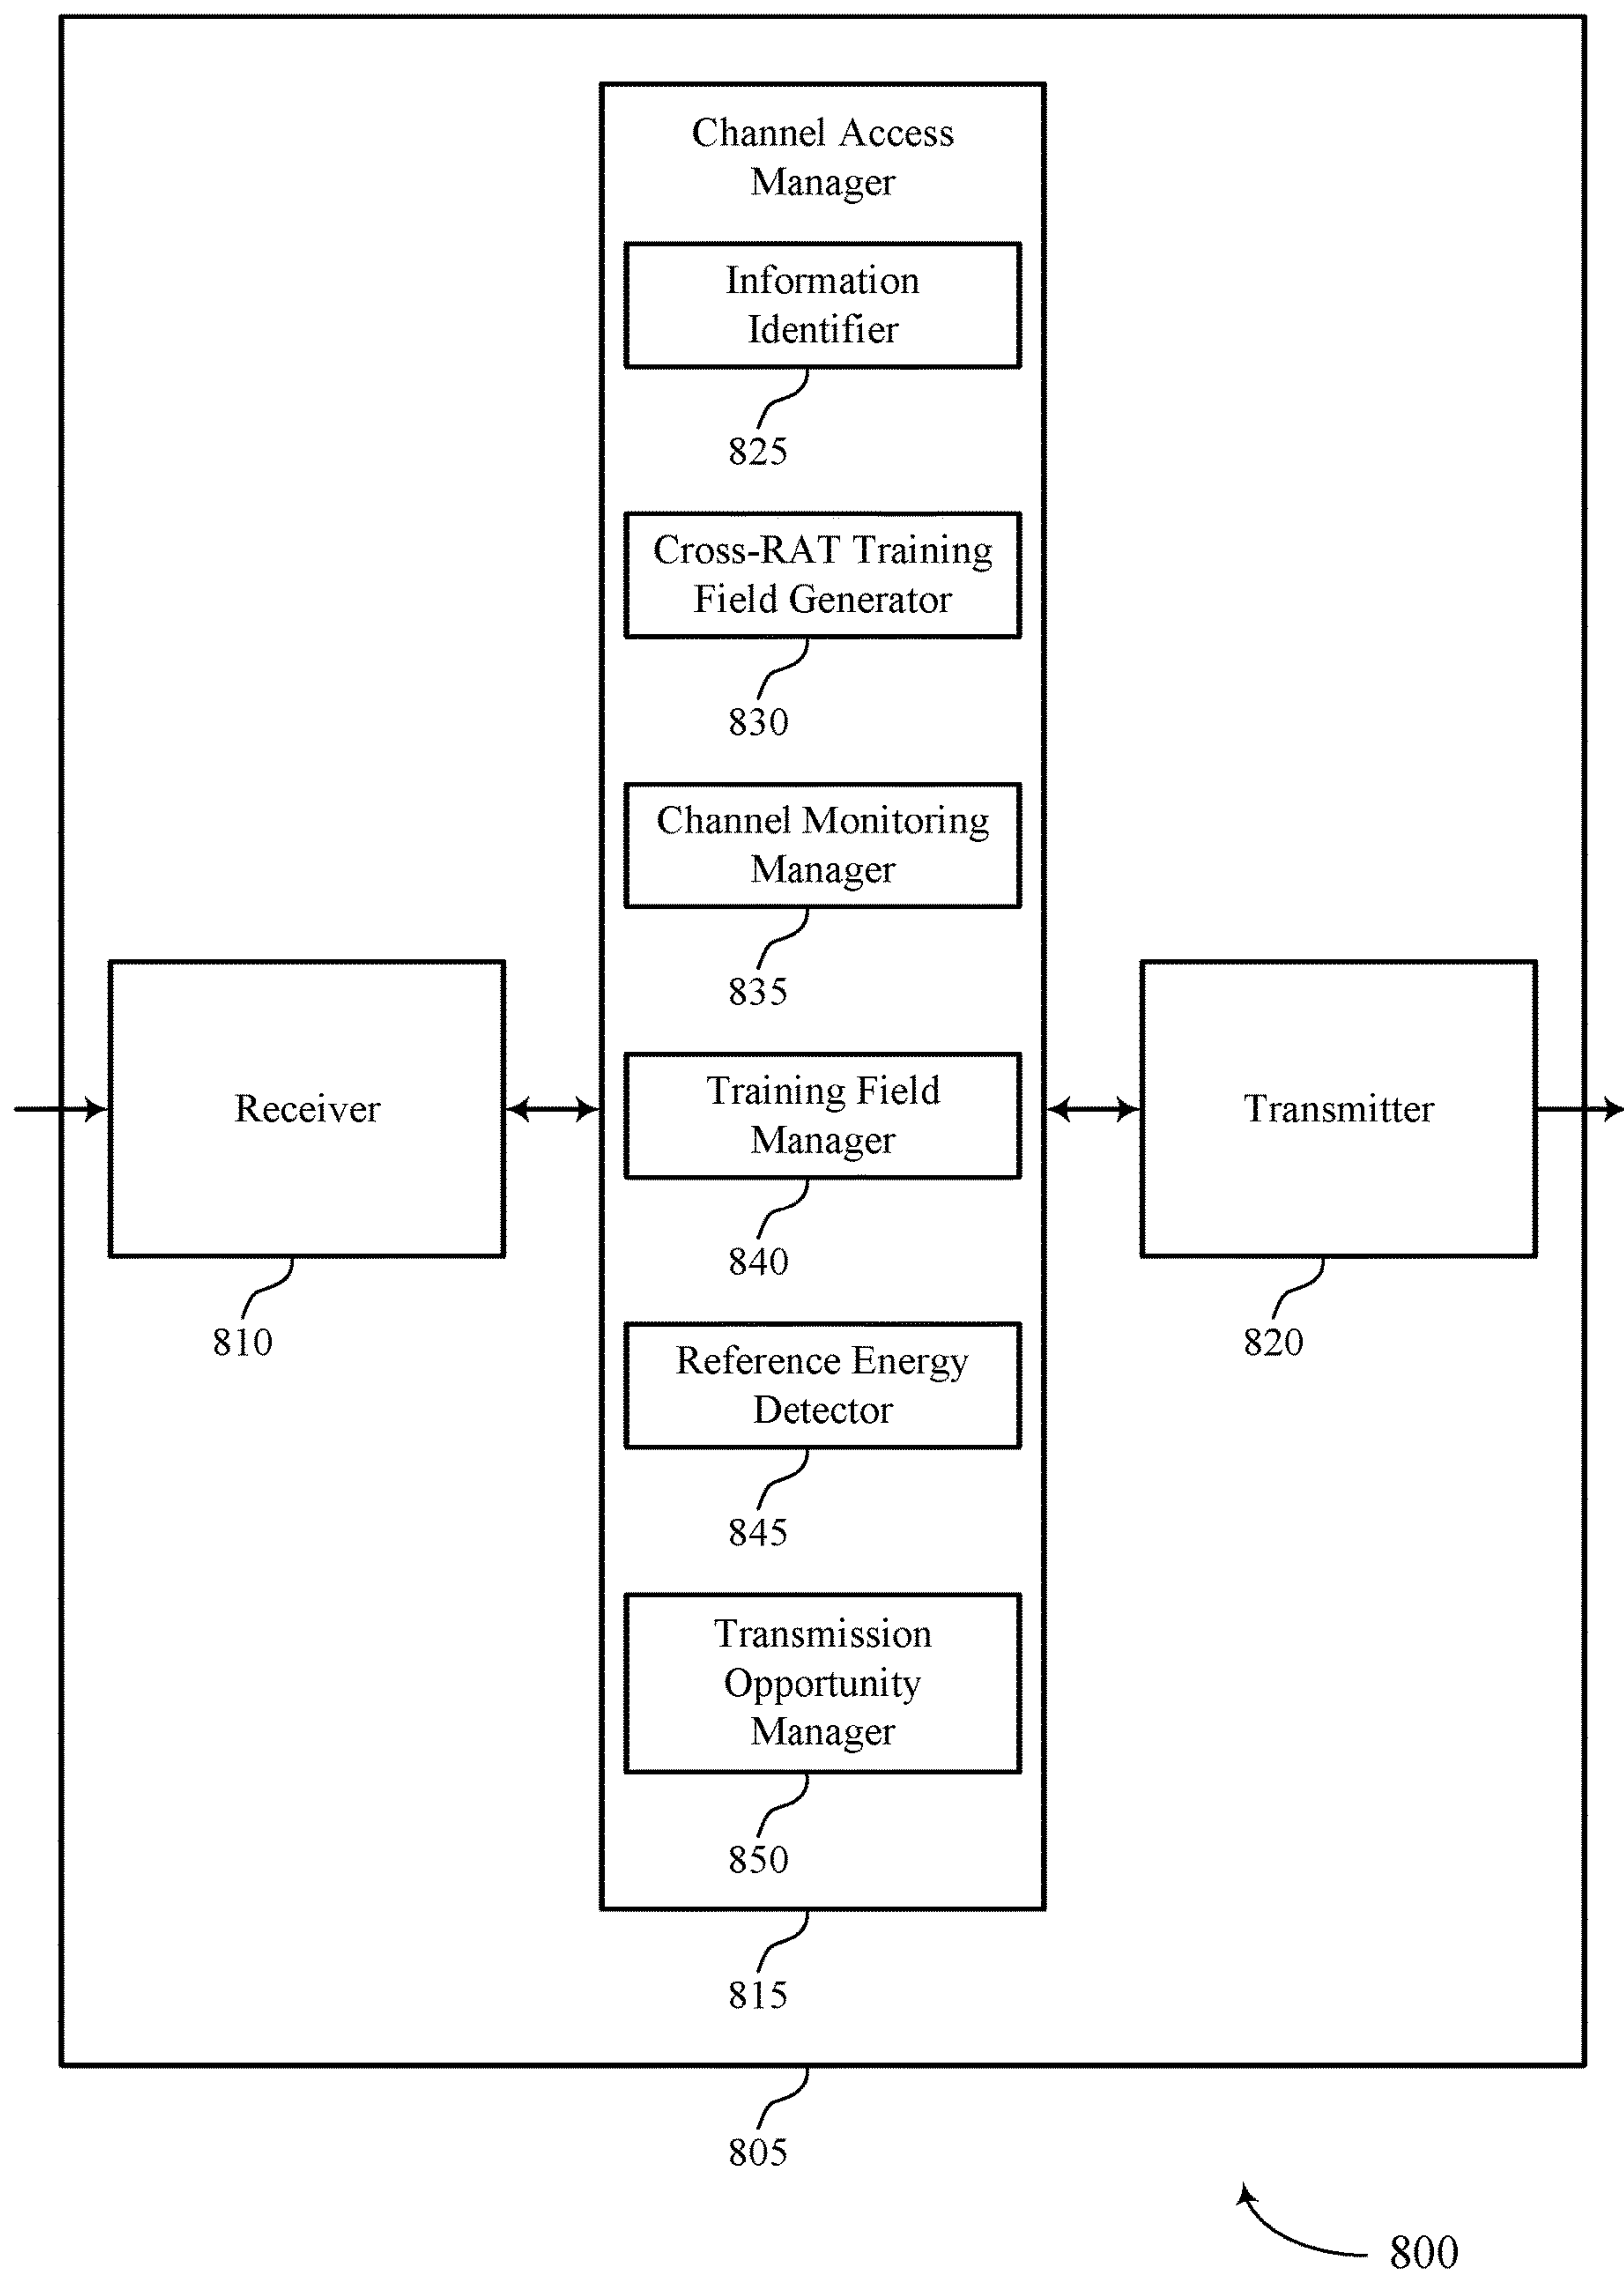 Channel Access
Manager
Information
Identifier
825
Cross-RAT Training
Field Generator
830
Channel Monitoring
Manager
835
Receiver
810
Training Field
Manager
840
Transmitter
820
Reference Energy
Detector
845
Transmission
Opportunity
Manager
850
815
805
800